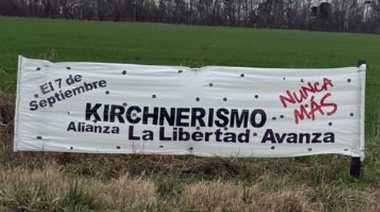 El 7 de
Septiembre
KIRCHNERISMO
NUNCA
MÁS
Alianza La Libertad Avanza